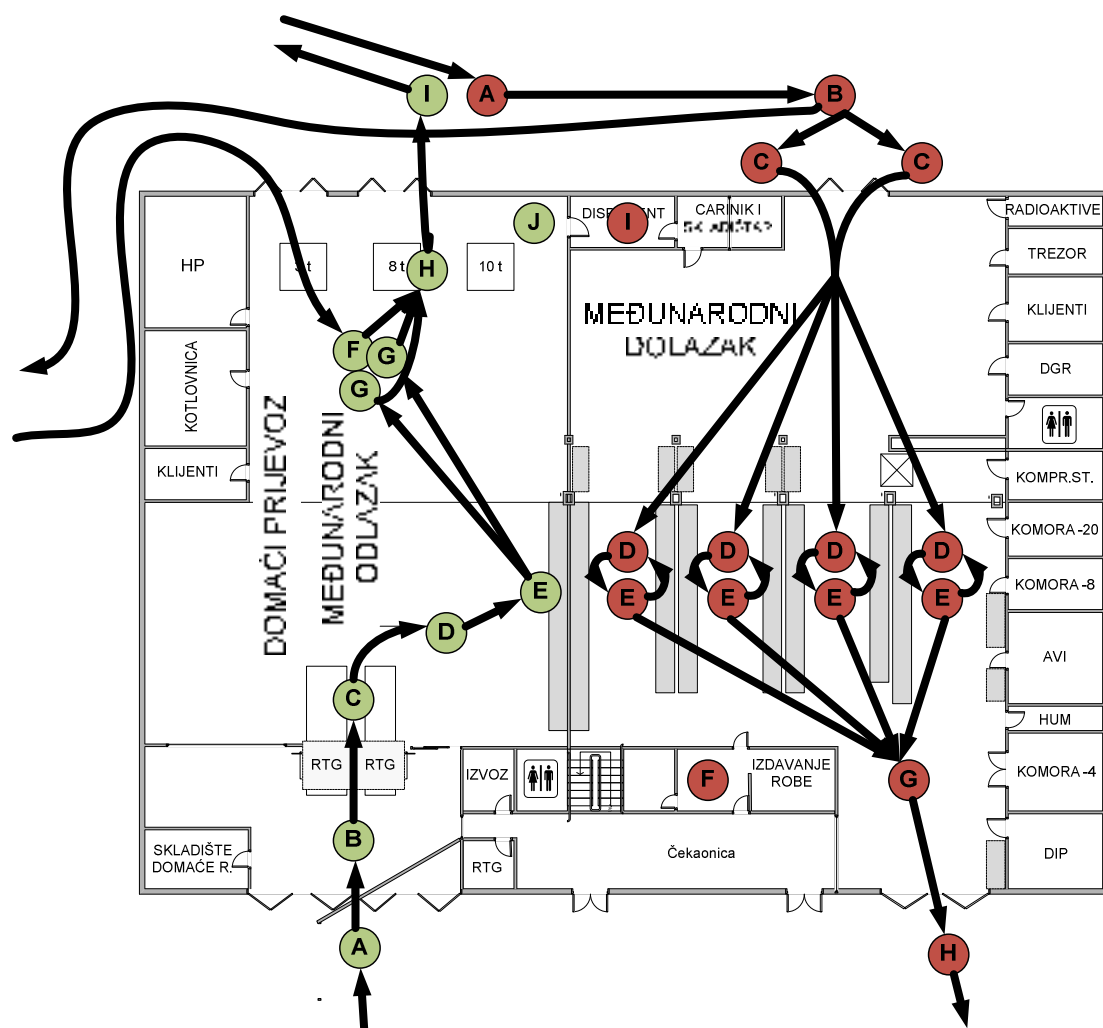 I
A
B
C
C
J
DISPEČENT
I
CARINIK I
RADIOAKTIVE
TREZOR
HP
8 t
H
10 t
MEĐUNARODNI
DOLAZAK
KLIJENTI
F
G
G
DGR
KOTLOVNICA
KLIJENTI
DOMAĆI PRIJEVOZ
MEĐUNARODNI
ODLAZAK
KOMPR.ST.
KOMORA -20
D
D
D
D
KOMORA -8
E
E
E
E
E
D
AVI
C
HUM
RTG
RTG
IZVOZ
F
IZDAVANJE
ROBE
G
KOMORA -4
B
SKLADIŠTE
DOMAĆE R.
RTG
Čekaonica
DIP
A
H